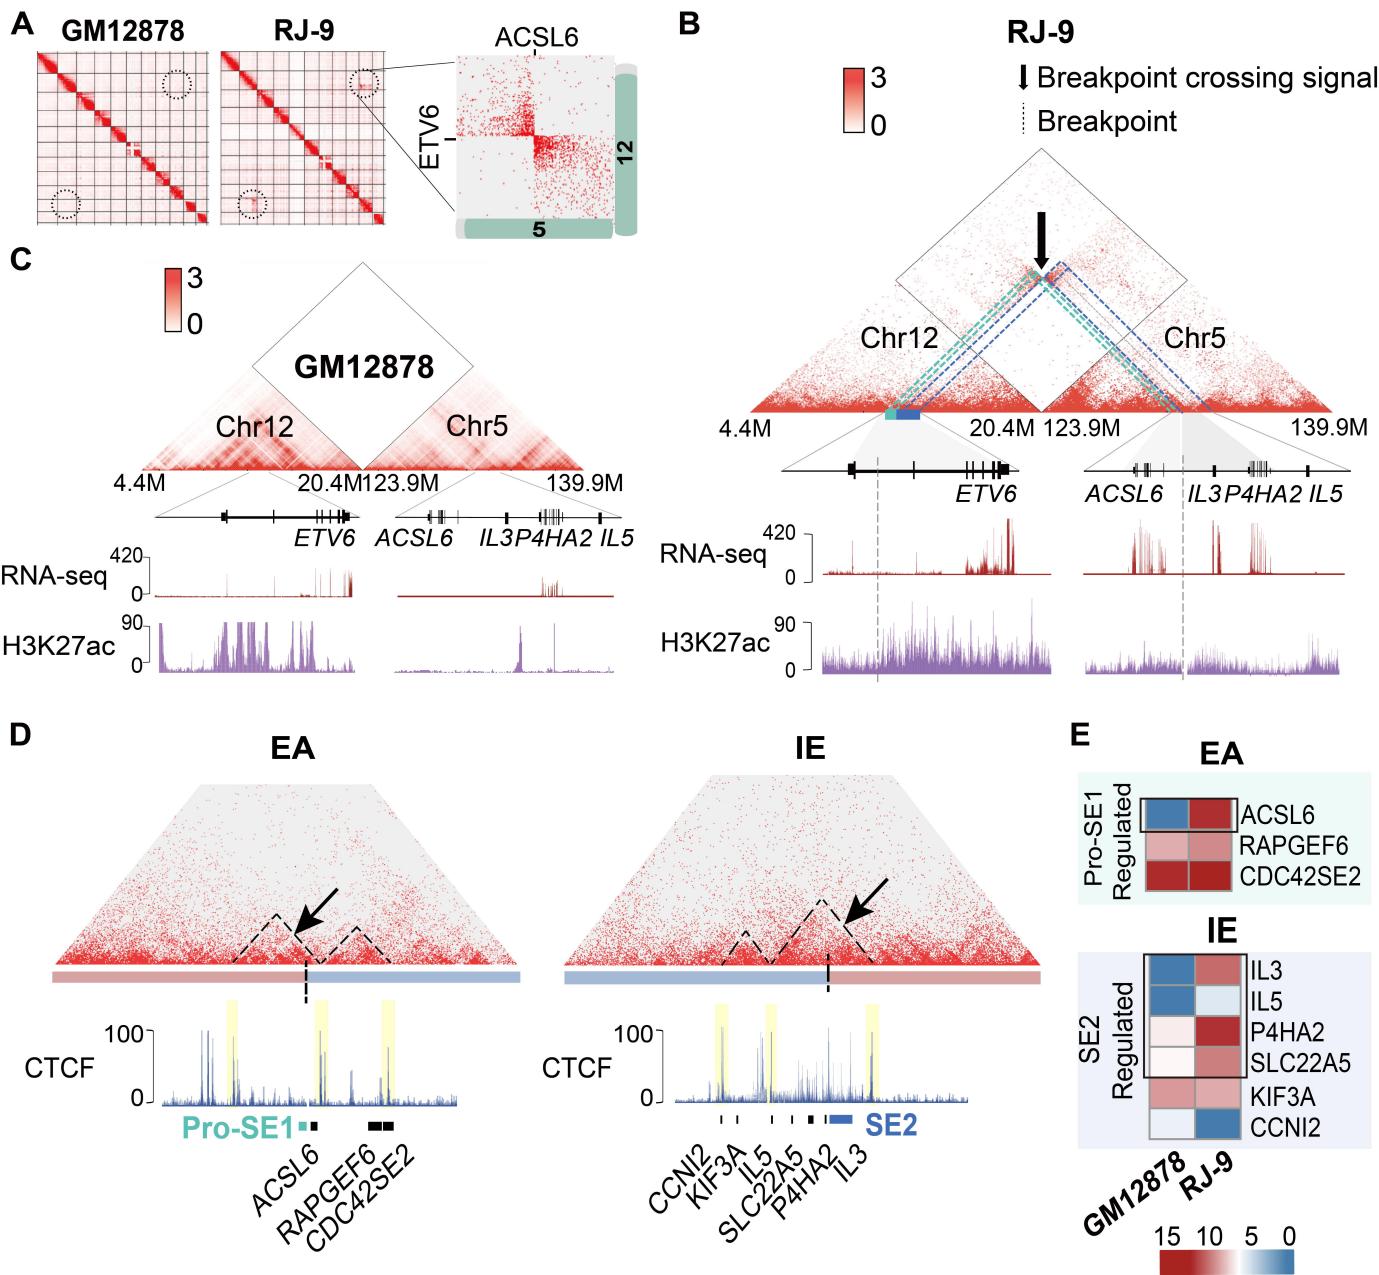 A
GM12878
RJ-9
ACSL6
ETV6
12
5
B
RJ-9
3
0
Breakpoint crossing signal
Breakpoint
Chr12
Chr5
4.4M
20.4M
123.9M
139.9M
ETV6
ACSL6
IL3
P4HA2
IL5
RNA-seq
420
0
H3K27ac
90
0
C
3
0
GM12878
Chr12
Chr5
4.4M
20.4M
123.9M
139.9M
ETV6
ACSL6
IL3
P4HA2
IL5
RNA-seq
420
0
H3K27ac
90
0
D
EA
CTCF
100
0
Pro-SE1
ACSL6
RAPGEF6
CDC42SE2
IE
CTCF
100
0
SE2
CCNI2
KIF3A
IL5
SLC22A5
P4HA2
IL3
E
EA
Pro-SE1
Regulated
ACSL6
RAPGEF6
CDC42SE2
IE
SE2
Regulated
IL3
IL5
P4HA2
SLC22A5
KIF3A
CCNI2
GM12878
RJ-9
15 10 5 0